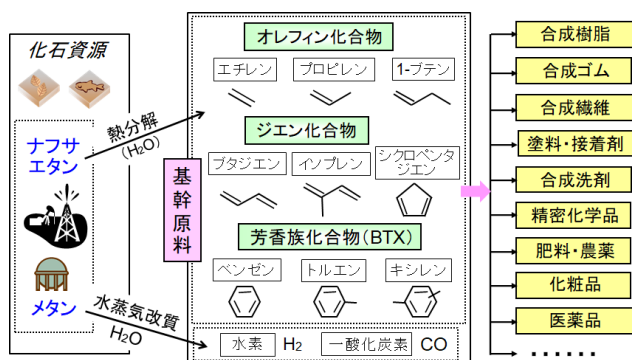 化石資源
ナフサ
エタン
メタン
熱分解
(H₂O)
水蒸気改質
H₂O
基幹原料
オレフィン化合物
エチレン
プロピレン
1-ブテン
ジエン化合物
ブタジエン
イソプレン
シクロペンタ
ジエン
芳香族化合物(BTX)
ベンゼン
トルエン
キシレン
水素
H₂
一酸化炭素
CO
合成樹脂
合成ゴム
合成繊維
塗料・接着剤
合成洗剤
精密化学品
肥料・農薬
化粧品
医薬品
・・・・・・